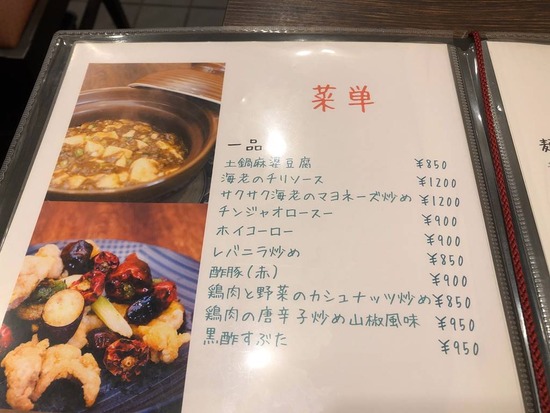 菜単
一品
土鍋麻婆豆腐 ¥850
海老のチリソース ¥1200
サクサク海老のマヨネーズ炒め ¥1200
チンジャオロースー ¥900
ホイコーロー ¥900
レバニラ炒め ¥850
酢豚(赤) ¥900
鶏肉と野菜のカシュナッツ炒め ¥850
鶏肉の唐辛子炒め山椒風味 ¥950
黒酢すぶた ¥950